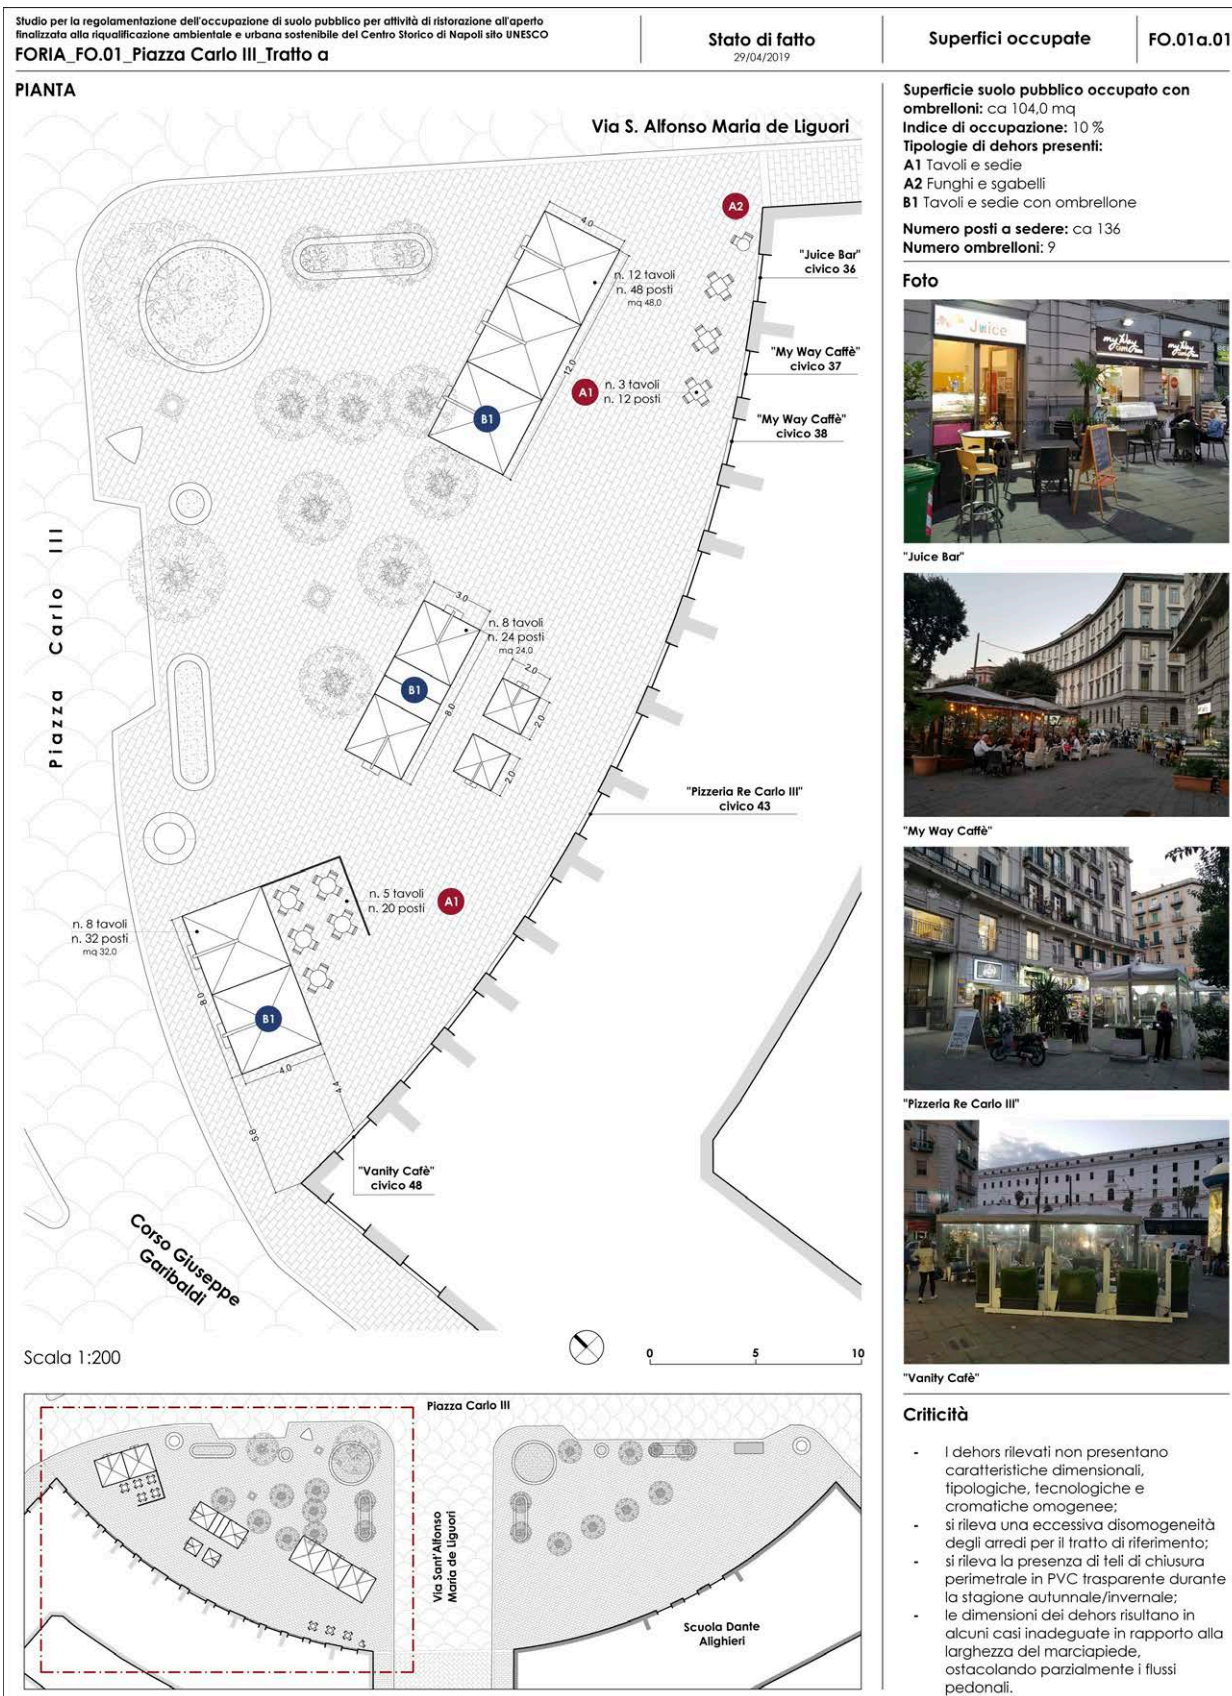 Studio per la regolamentazione dell'occupazione di suolo pubblico per attività di ristorazione all'aperto
finalizzata alla riqualificazione ambientale e urbana sostenibile del Centro Storico di Napoli sito UNESCO
FORIA_FO.01_Piazza Carlo III_Tratto a
Stato di fatto
29/04/2019
Superfici occupate
FO.01a.01
PIANTA
Via S. Alfonso Maria de Liguori
A2
4.0
"Juice Bar"
civico 36
n. 12 tavoli
n. 48 posti
mq 48,0
12.0
"My Way Caffè"
civico 37
A1
n. 3 tavoli
n. 12 posti
B1
"My Way Caffè"
civico 38
Piazza Carlo III
3.0
n. 8 tavoli
n. 24 posti
mq 24,0
2.0
B1
8.0
2.0
2.0
"Pizzeria Re Carlo III"
civico 43
n. 5 tavoli
n. 20 posti
A1
n. 8 tavoli
n. 32 posti
mq 32,0
8.0
B1
4.0
4.4
5.8
"Vanity Cafè"
civico 48
Corso Giuseppe
Garibaldi
Scala 1:200
0
5
10
Piazza Carlo III
Via Sant'Alfonso
Maria de Liguori
Scuola Dante
Alighieri
Superficie suolo pubblico occupato con
ombrelloni: ca 104,0 mq
Indice di occupazione: 10 %
Tipologie di dehors presenti:
A1 Tavoli e sedie
A2 Funghi e sgabelli
B1 Tavoli e sedie con ombrellone
Numero posti a sedere: ca 136
Numero ombrelloni: 9
Foto
Juice
my Way
my Way
"Juice Bar"
"My Way Caffè"
"Pizzeria Re Carlo III"
"Vanity Cafè"
Criticità
- I dehors rilevati non presentano
caratteristiche dimensionali,
tipologiche, tecnologiche e
cromatiche omogenee;
- si rileva una eccessiva disomogeneità
degli arredi per il tratto di riferimento;
- si rileva la presenza di teli di chiusura
perimetrale in PVC trasparente durante
la stagione autunnale/invernale;
- le dimensioni dei dehors risultano in
alcuni casi inadeguate in rapporto alla
larghezza del marciapiede,
ostacolando parzialmente i flussi
pedonali.